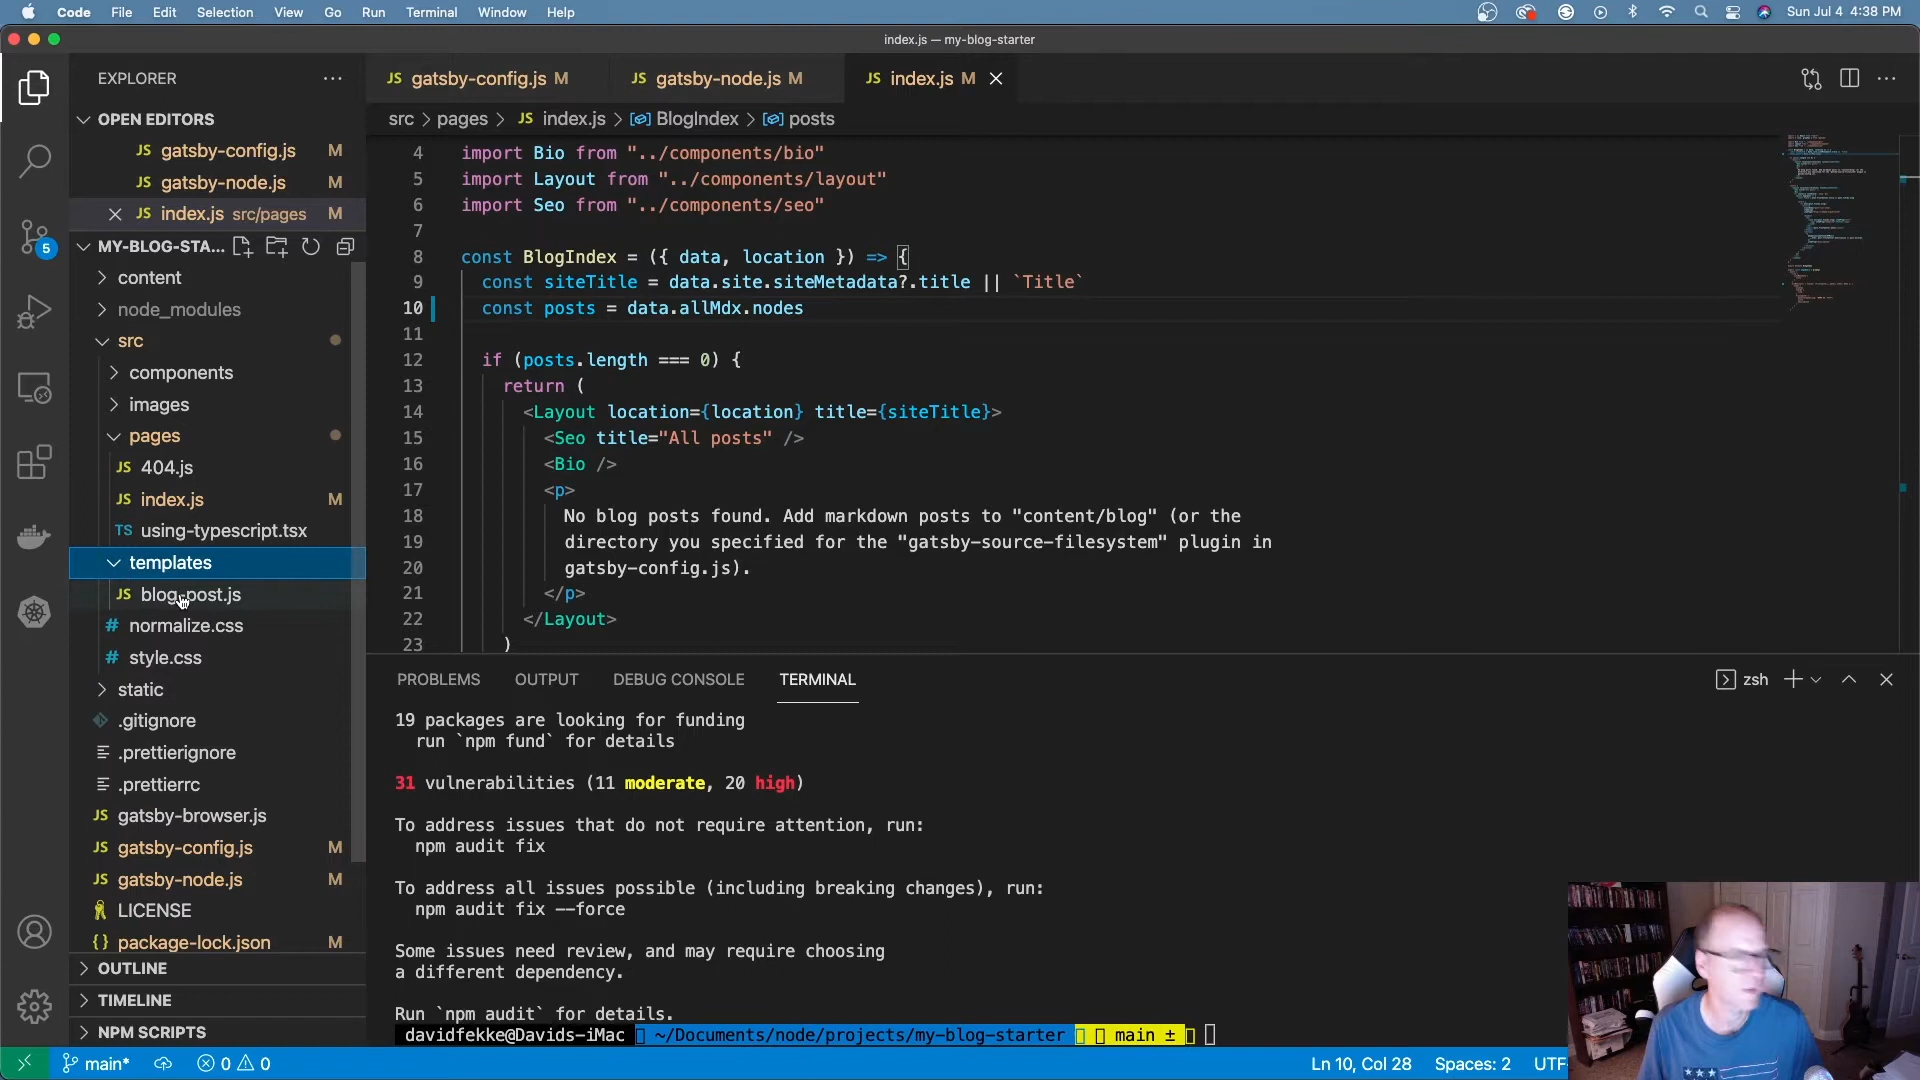 Code File Edit Selection View Go Run Terminal Window Help
Sun Jul 4 4:38 PM
index.js — my-blog-starter
EXPLORER
OPEN EDITORS
JS gatsby-config.js M
JS gatsby-node.js M
JS index.js src/pages M
MY-BLOG-STA...
content
node_modules
src
components
images
pages
JS 404.js
JS index.js M
TS using-typescript.tsx
templates
JS blog-post.js
# normalize.css
# style.css
static
.gitignore
.prettierignore
.prettierrc
JS gatsby-browser.js
JS gatsby-config.js M
JS gatsby-node.js M
LICENSE
{} package-lock.json M
OUTLINE
TIMELINE
NPM SCRIPTS
5
JS gatsby-config.js M JS gatsby-node.js M JS index.js M
src > pages > JS index.js > BlogIndex > posts
4 import Bio from "../components/bio"
5 import Layout from "../components/layout"
6 import Seo from "../components/seo"
7
8 const BlogIndex = ({ data, location }) => {
9 const siteTitle = data.site.siteMetadata?.title || `Title`
10 const posts = data.allMdx.nodes
11
12 if (posts.length === 0) {
13 return (
14 <Layout location={location} title={siteTitle}>
15 <Seo title="All posts" />
16 <Bio />
17 <p>
18 No blog posts found. Add markdown posts to "content/blog" (or the
19 directory you specified for the "gatsby-source-filesystem" plugin in
20 gatsby-config.js).
21 </p>
22 </Layout>
23 )
PROBLEMS OUTPUT DEBUG CONSOLE TERMINAL
zsh
19 packages are looking for funding
run `npm fund` for details
31 vulnerabilities (11 moderate, 20 high)
To address issues that do not require attention, run:
npm audit fix
To address all issues possible (including breaking changes), run:
npm audit fix --force
Some issues need review, and may require choosing
a different dependency.
Run `npm audit` for details.
davidfekke@Davids-iMac ~/Documents/node/projects/my-blog-starter main ±
main* 0 0
Ln 10, Col 28 Spaces: 2 UTF